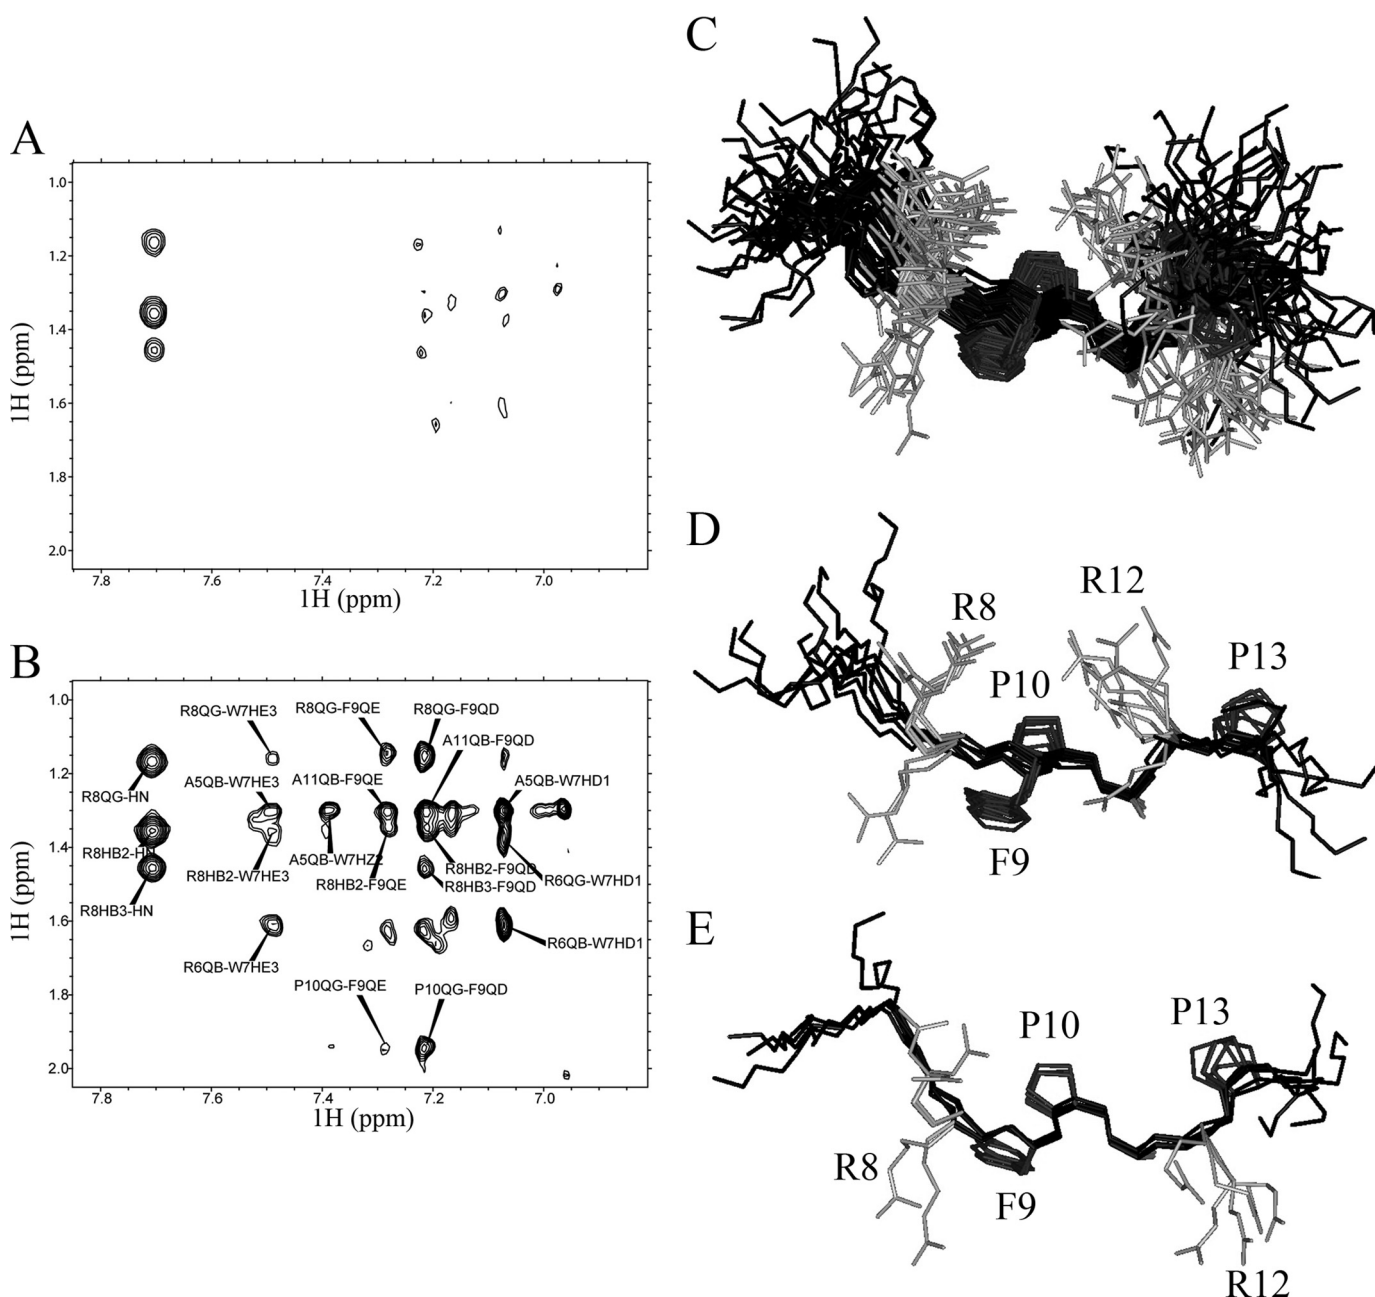 A
1H (ppm)
1.0
1.2
1.4
1.6
1.8
2.0
7.8 7.6 7.4 7.2 7.0
1H (ppm)
B
1H (ppm)
1.0
1.2
1.4
1.6
1.8
2.0
R8QG-W7HE3
R8QG-F9QE
R8QG-F9QD
A11QB-F9QD
R8QG-HN
A5QB-W7HE3
A11QB-F9QE
A5QB-W7HD1
R8HB2-HN
A5QB-W7HZ2
R8HB2-W7HE3
R8HB2-F9QE
R8HB2-F9QD
R8HB3-F9QD
R6QG-W7HD1
R8HB3-HN
R6QB-W7HE3
R6QB-W7HD1
P10QG-F9QE
P10QG-F9QD
7.8 7.6 7.4 7.2 7.0
1H (ppm)
C
D
R8
R12
P10
P13
F9
E
P10
P13
R8
F9
R12